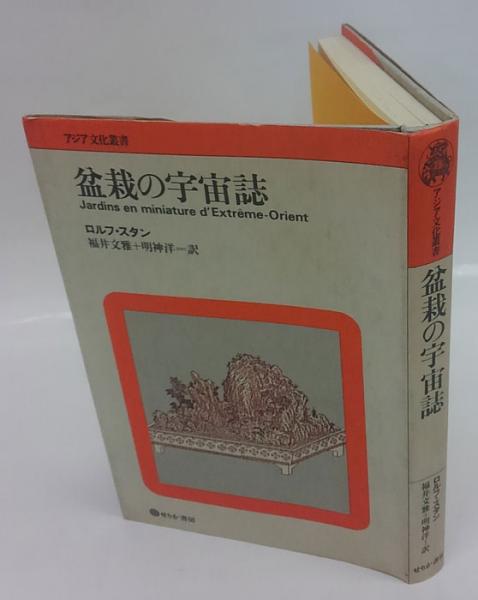 アジア文化叢書
盆栽の宇宙誌
Jardins en miniature d'Extrême-Orient
ロルフ・スタン
福井文雅+明神洋=訳
せりか書房
アジア文化叢書
盆栽の宇宙誌
ロルフ・スタン
福井文雅+明神洋=訳
せりか書房